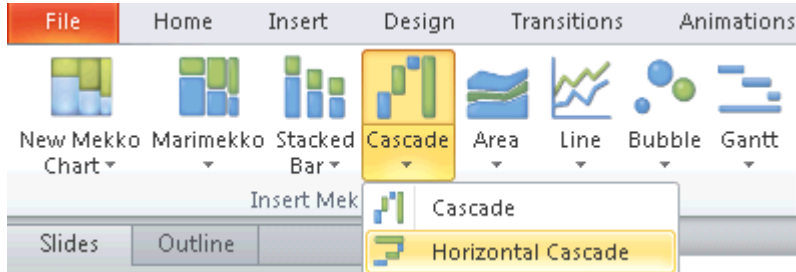 File Home Insert Design Transitions Animations
New Mekko Marimekko Stacked Cascade Area Line Bubble Gantt
Chart Bar
Insert Mek
Cascade
Slides Outline
Horizontal Cascade